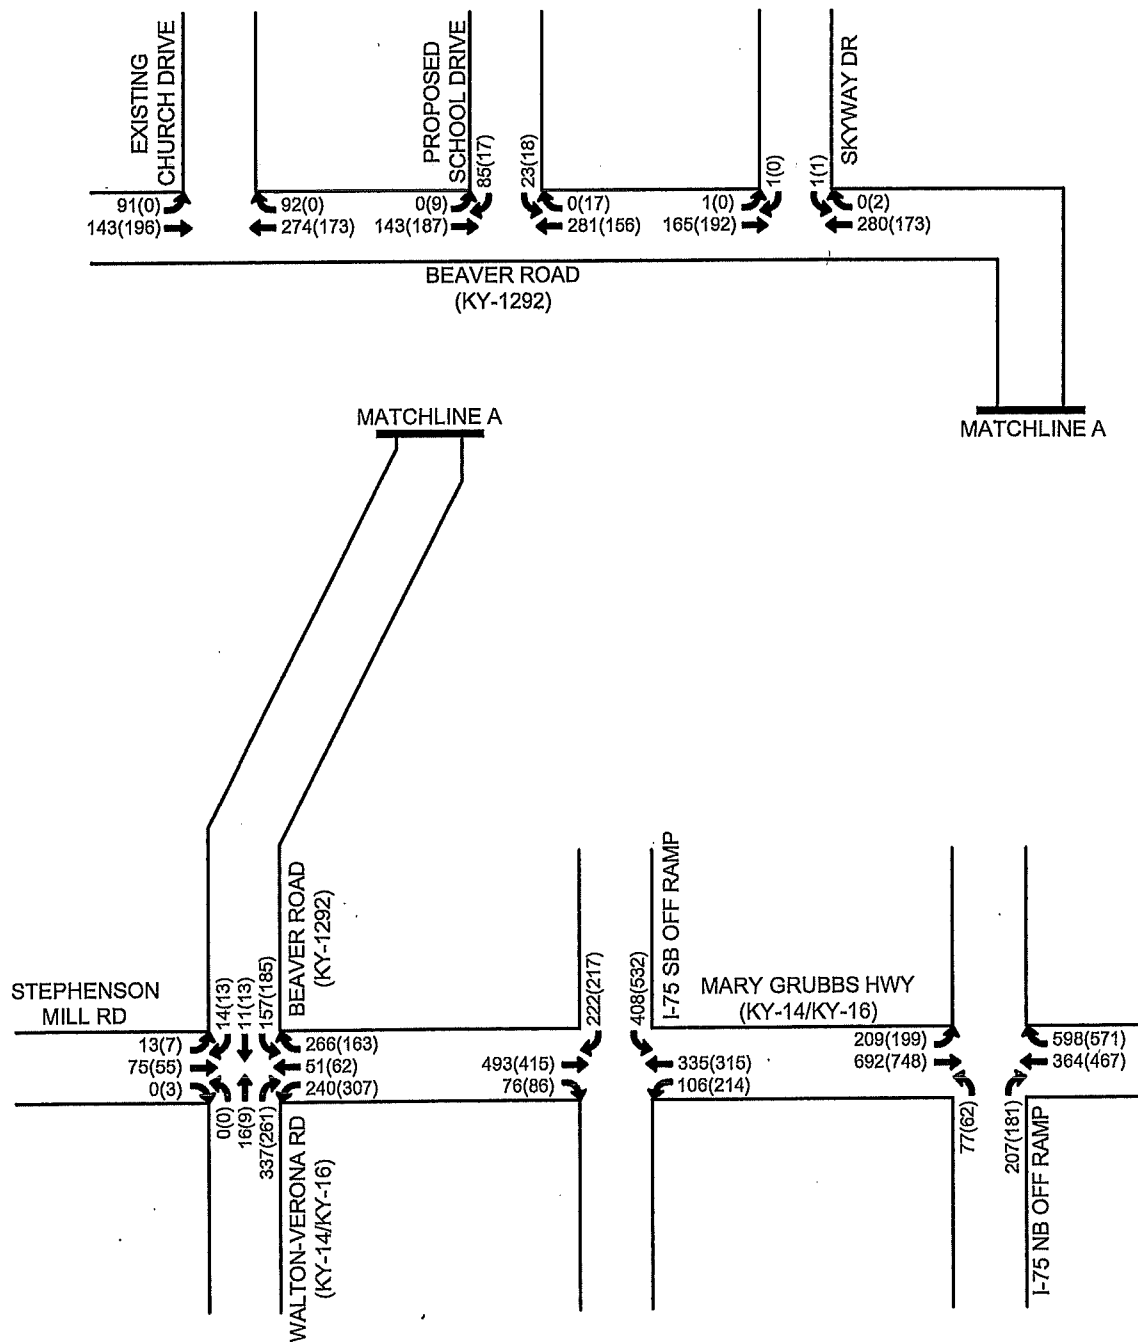 EXISTING
CHURCH DRIVE
PROPOSED
SCHOOL DRIVE
85(17)
23(18)
1(0)
1(1)
SKYWAY DR
91(0)
92(0)
0(9)
0(17)
1(0)
0(2)
143(196)
274(173)
143(187)
281(156)
165(192)
280(173)
BEAVER ROAD
(KY-1292)
MATCHLINE A
MATCHLINE A
STEPHENSON
MILL RD
14(13)
11(13)
157(185)
BEAVER ROAD
(KY-1292)
222(217)
408(532)
I-75 SB OFF RAMP
MARY GRUBBS HWY
(KY-14/KY-16)
13(7)
266(163)
209(199)
598(571)
75(55)
51(62)
493(415)
335(315)
692(748)
364(467)
0(3)
240(307)
76(86)
106(214)
0(0)
16(9)
337(261)
WALTON-VERONA RD
(KY-14/KY-16)
77(62)
207(181)
I-75 NB OFF RAMP